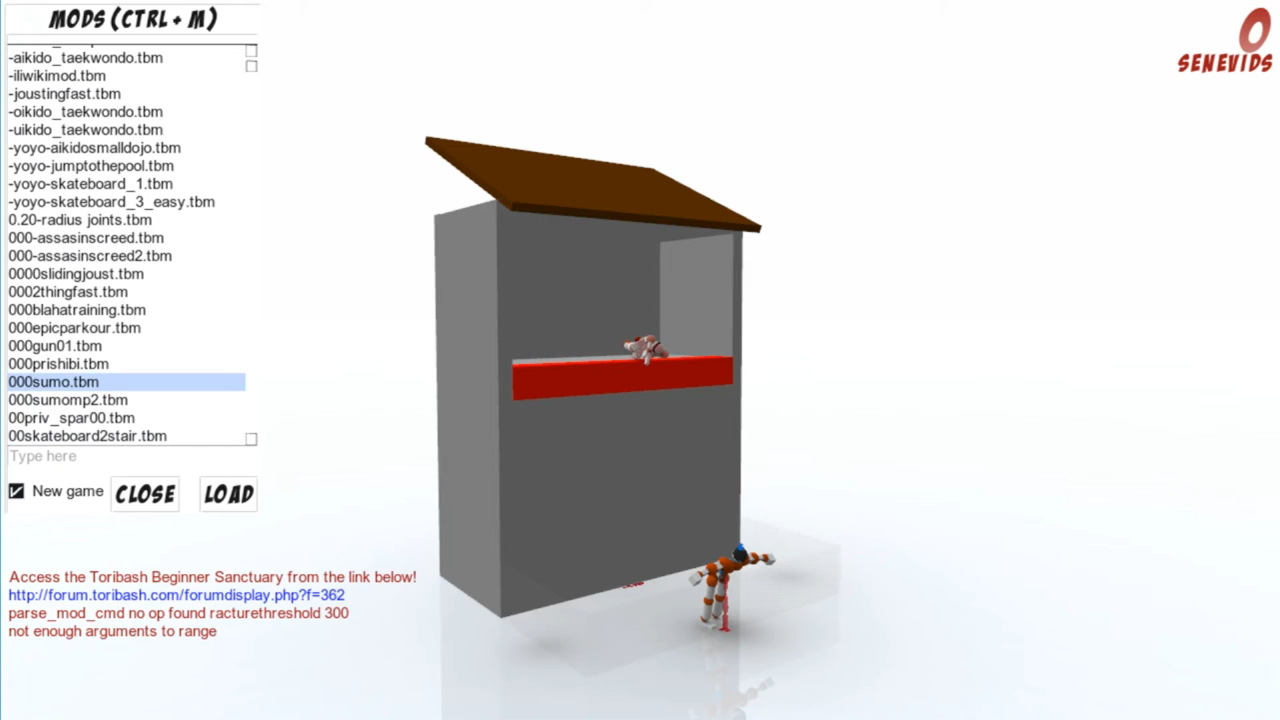 MODS (CTRL + M)
-aikido_taekwondo.tbm
-iliwikimod.tbm
-joustingfast.tbm
-oikido_taekwondo.tbm
-uikido_taekwondo.tbm
-yoyo-aikidosmalldojo.tbm
-yoyo-jumptothepool.tbm
-yoyo-skateboard_1.tbm
-yoyo-skateboard_3_easy.tbm
0.20-radius joints.tbm
000-assasinscreed.tbm
000-assasinscreed2.tbm
0000slidingjoust.tbm
0002thingfast.tbm
000blahatraining.tbm
000epicparkour.tbm
000gun01.tbm
000prishibi.tbm
000sumo.tbm
000sumomp2.tbm
00priv_spar00.tbm
00skateboard2stair.tbm
Type here
New game CLOSE LOAD
Access the Toribash Beginner Sanctuary from the link below!
http://forum.toribash.com/forumdisplay.php?f=362
parse_mod_cmd no op found racturethreshold 300
not enough arguments to range
0
SENEVIDS